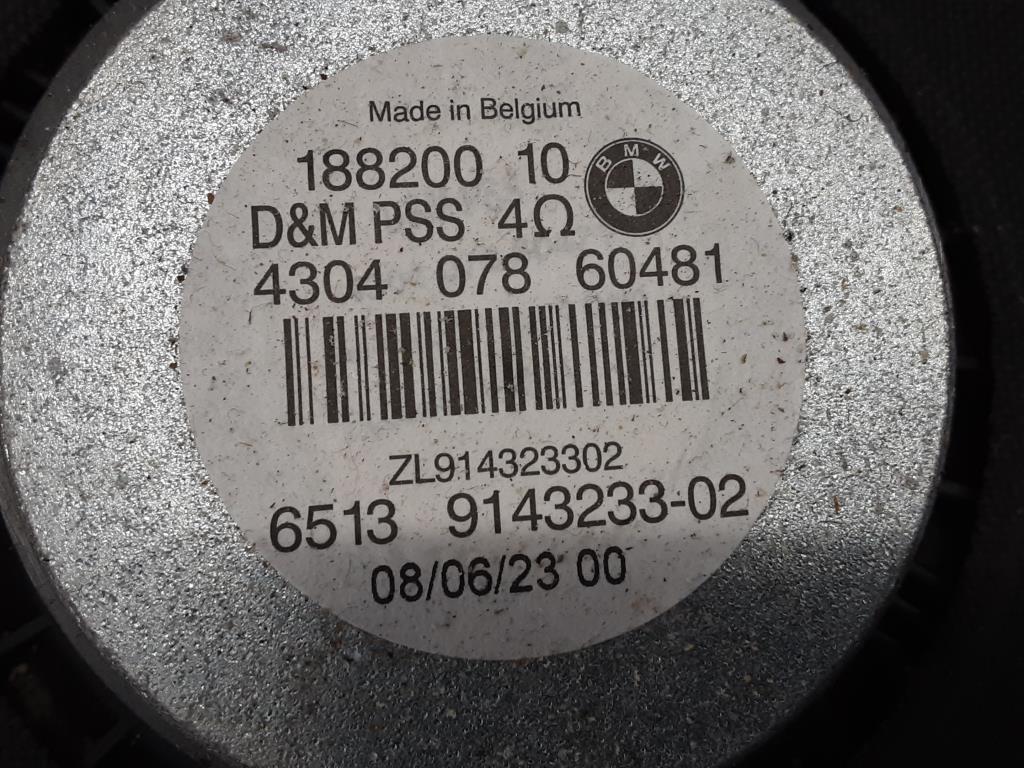 Made in Belgium
188200 10
BMW
D&M PSS 4Ω
4304 078 60481
ZL914323302
6513 9143233-02
08/06/23 00